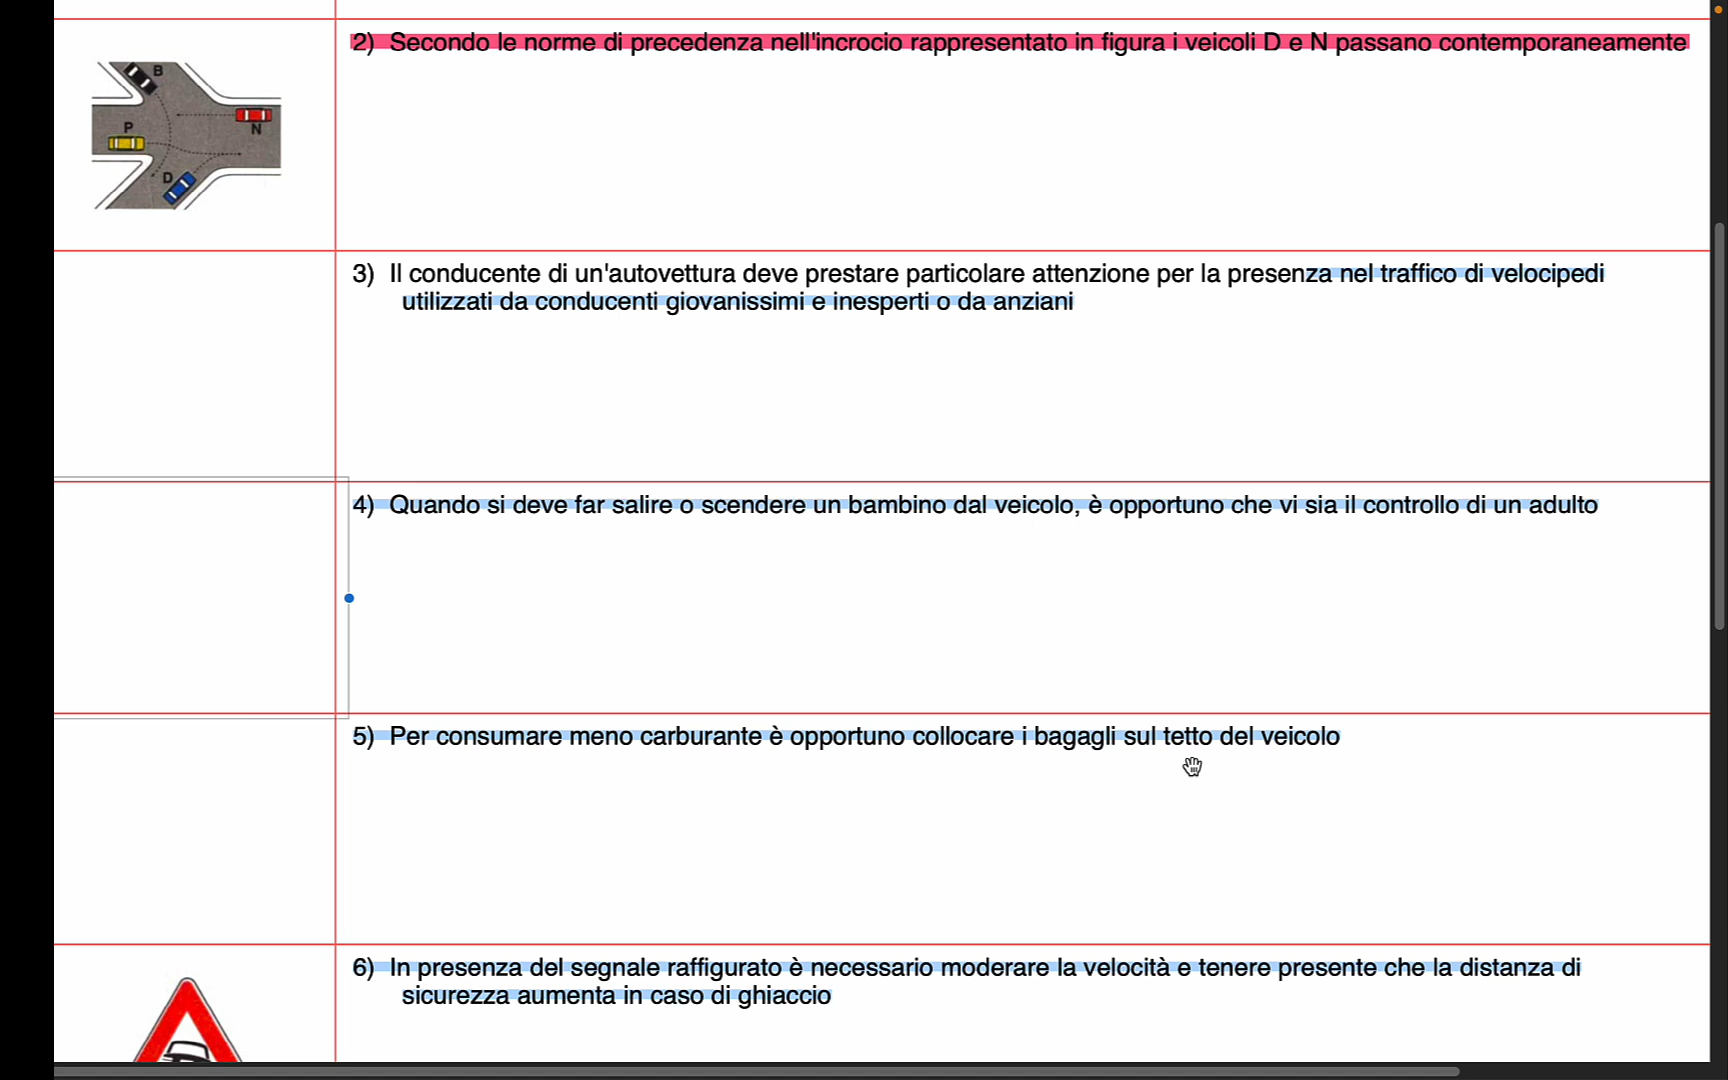 2) Secondo le norme di precedenza nell'incrocio rappresentato in figura i veicoli D e N passano contemporaneamente
B
N
P
D
3) Il conducente di un'autovettura deve prestare particolare attenzione per la presenza nel traffico di velocipedi
utilizzati da conducenti giovanissimi e inesperti o da anziani
4) Quando si deve far salire o scendere un bambino dal veicolo, è opportuno che vi sia il controllo di un adulto
5) Per consumare meno carburante è opportuno collocare i bagagli sul tetto del veicolo
6) In presenza del segnale raffigurato è necessario moderare la velocità e tenere presente che la distanza di
sicurezza aumenta in caso di ghiaccio